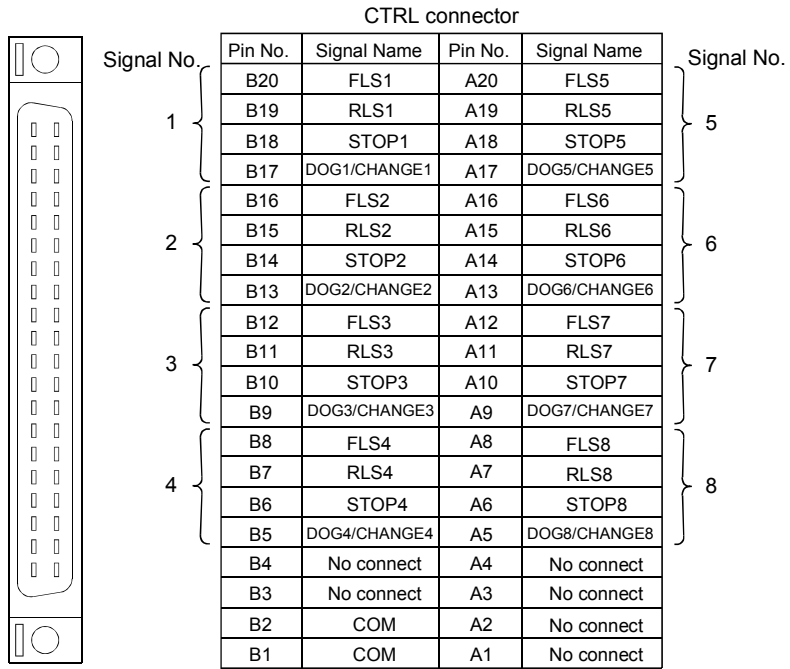 CTRL connector
Signal No.
Pin No. Signal Name Pin No. Signal Name
Signal No.
B20 FLS1 A20 FLS5
B19 RLS1 A19 RLS5
1
5
B18 STOP1 A18 STOP5
B17 DOG1/CHANGE1 A17 DOG5/CHANGE5
B16 FLS2 A16 FLS6
B15 RLS2 A15 RLS6
2
6
B14 STOP2 A14 STOP6
B13 DOG2/CHANGE2 A13 DOG6/CHANGE6
B12 FLS3 A12 FLS7
B11 RLS3 A11 RLS7
3
7
B10 STOP3 A10 STOP7
B9 DOG3/CHANGE3 A9 DOG7/CHANGE7
B8 FLS4 A8 FLS8
B7 RLS4 A7 RLS8
4
8
B6 STOP4 A6 STOP8
B5 DOG4/CHANGE4 A5 DOG8/CHANGE8
B4 No connect A4 No connect
B3 No connect A3 No connect
B2 COM A2 No connect
B1 COM A1 No connect